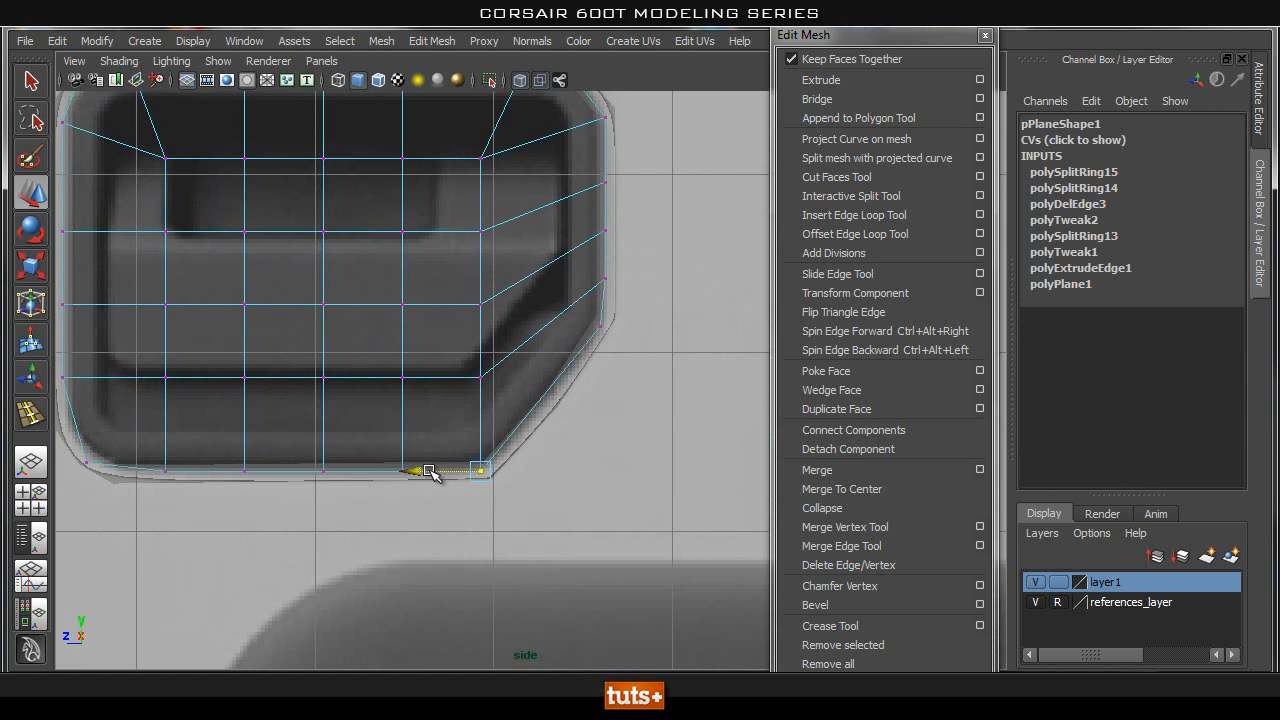 CORSAIR 600T MODELING SERIES
File Edit Modify Create Display Window Assets Select Mesh Edit Mesh Proxy Normals Color Create UVs Edit UVs Help
View Shading Lighting Show Renderer Panels
side
y
z x
Edit Mesh
Keep Faces Together
Extrude
Bridge
Append to Polygon Tool
Project Curve on mesh
Split mesh with projected curve
Cut Faces Tool
Interactive Split Tool
Insert Edge Loop Tool
Offset Edge Loop Tool
Add Divisions
Slide Edge Tool
Transform Component
Flip Triangle Edge
Spin Edge Forward Ctrl+Alt+Right
Spin Edge Backward Ctrl+Alt+Left
Poke Face
Wedge Face
Duplicate Face
Connect Components
Detach Component
Merge
Merge To Center
Collapse
Merge Vertex Tool
Merge Edge Tool
Delete Edge/Vertex
Chamfer Vertex
Bevel
Crease Tool
Remove selected
Remove all
Channel Box / Layer Editor
Channels Edit Object Show
pPlaneShape1
CVs (click to show)
INPUTS
polySplitRing15
polySplitRing14
polyDelEdge3
polyTweak2
polySplitRing13
polyTweak1
polyExtrudeEdge1
polyPlane1
Display Render Anim
Layers Options Help
V layer1
V R references_layer
Attribute Editor
Channel Box / Layer Editor
tuts+